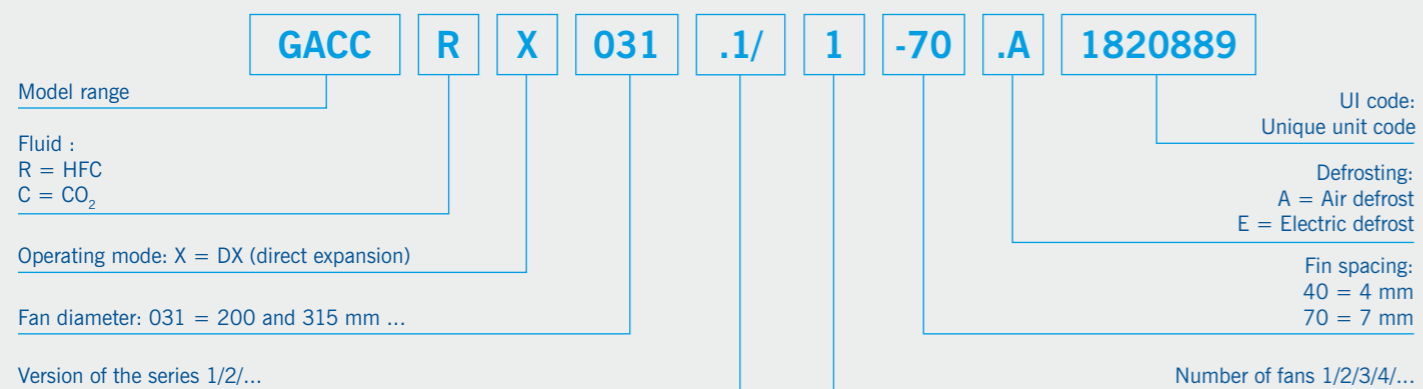 GACC R X 031 .1/ 1 -70 .A 1820889
Model range
Fluid :
R = HFC
C = CO₂
Operating mode: X = DX (direct expansion)
Fan diameter: 031 = 200 and 315 mm ...
Version of the series 1/2/...
UI code:
Unique unit code
Defrosting:
A = Air defrost
E = Electric defrost
Fin spacing:
40 = 4 mm
70 = 7 mm
Number of fans 1/2/3/4/...